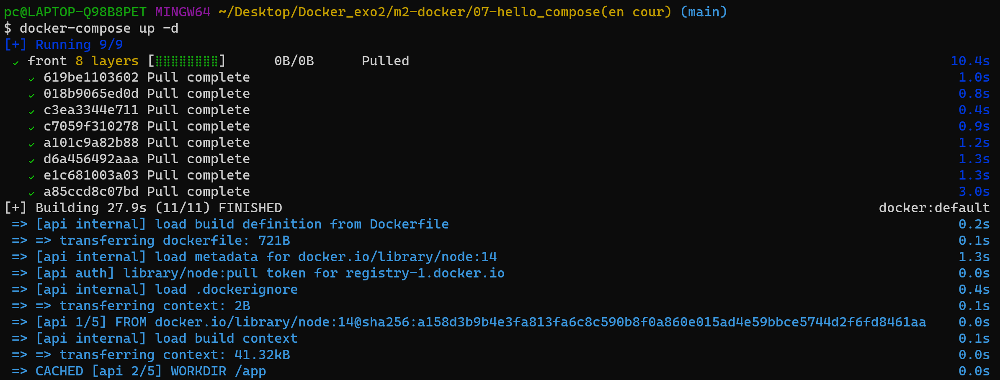 pc@LAPTOP-Q98B8PET MINGW64 ~/Desktop/Docker_exo2/m2-docker/07-hello_compose(en cour) (main)
$ docker-compose up -d
[+] Running 9/9
✓ front 8 layers [⣿⣿⣿⣿⣿⣿⣿⣿] 0B/0B Pulled 10.4s
✓ 619be1103602 Pull complete 1.0s
✓ 018b9065ed0d Pull complete 0.8s
✓ c3ea3344e711 Pull complete 0.4s
✓ c7059f310278 Pull complete 0.9s
✓ a101c9a82b88 Pull complete 1.2s
✓ d6a456492aaa Pull complete 1.3s
✓ e1c681003a03 Pull complete 1.3s
✓ a85ccd8c07bd Pull complete 3.0s
[+] Building 27.9s (11/11) FINISHED docker:default
=> [api internal] load build definition from Dockerfile 0.2s
=> => transferring dockerfile: 721B 0.1s
=> [api internal] load metadata for docker.io/library/node:14 1.3s
=> [api auth] library/node:pull token for registry-1.docker.io 0.0s
=> [api internal] load .dockerignore 0.4s
=> => transferring context: 2B 0.1s
=> [api 1/5] FROM docker.io/library/node:14@sha256:a158d3b9b4e3fa813fa6c8c590b8f0a860e015ad4e59bbce5744d2f6fd8461aa 0.0s
=> [api internal] load build context 0.1s
=> => transferring context: 41.32kB 0.0s
=> CACHED [api 2/5] WORKDIR /app 0.0s